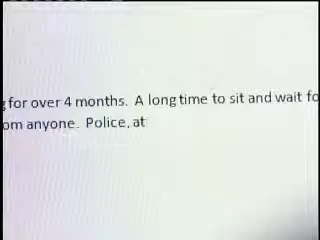 for over 4 months. A long time to sit and wait
anyone. Police, at